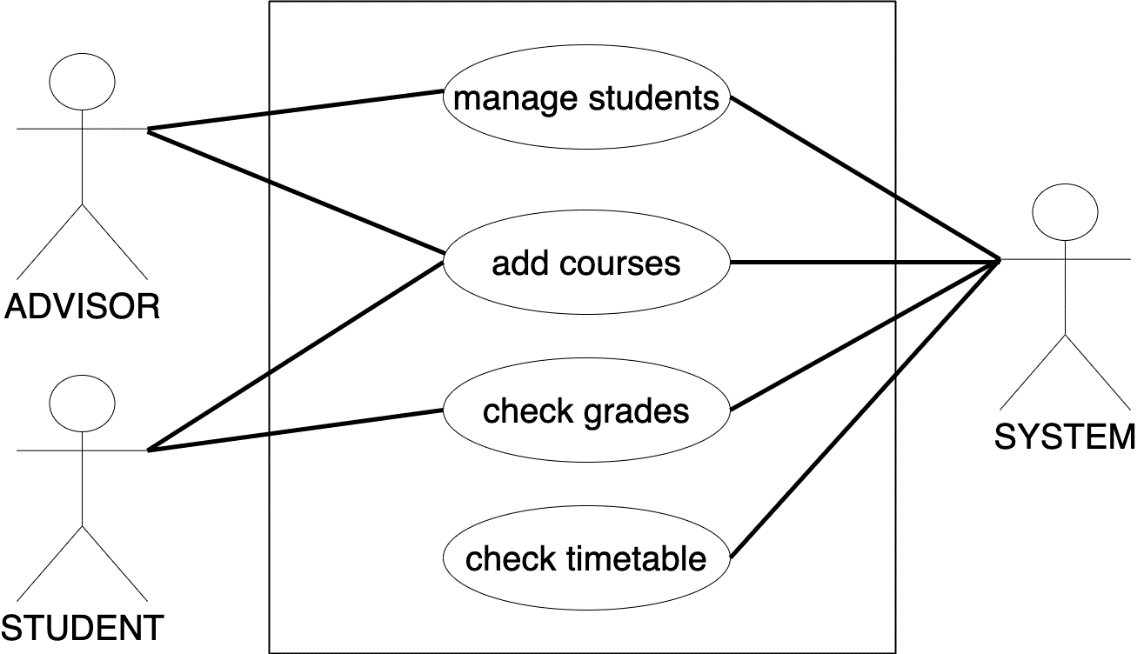 manage students
add courses
ADVISOR
check grades
SYSTEM
check timetable
STUDENT